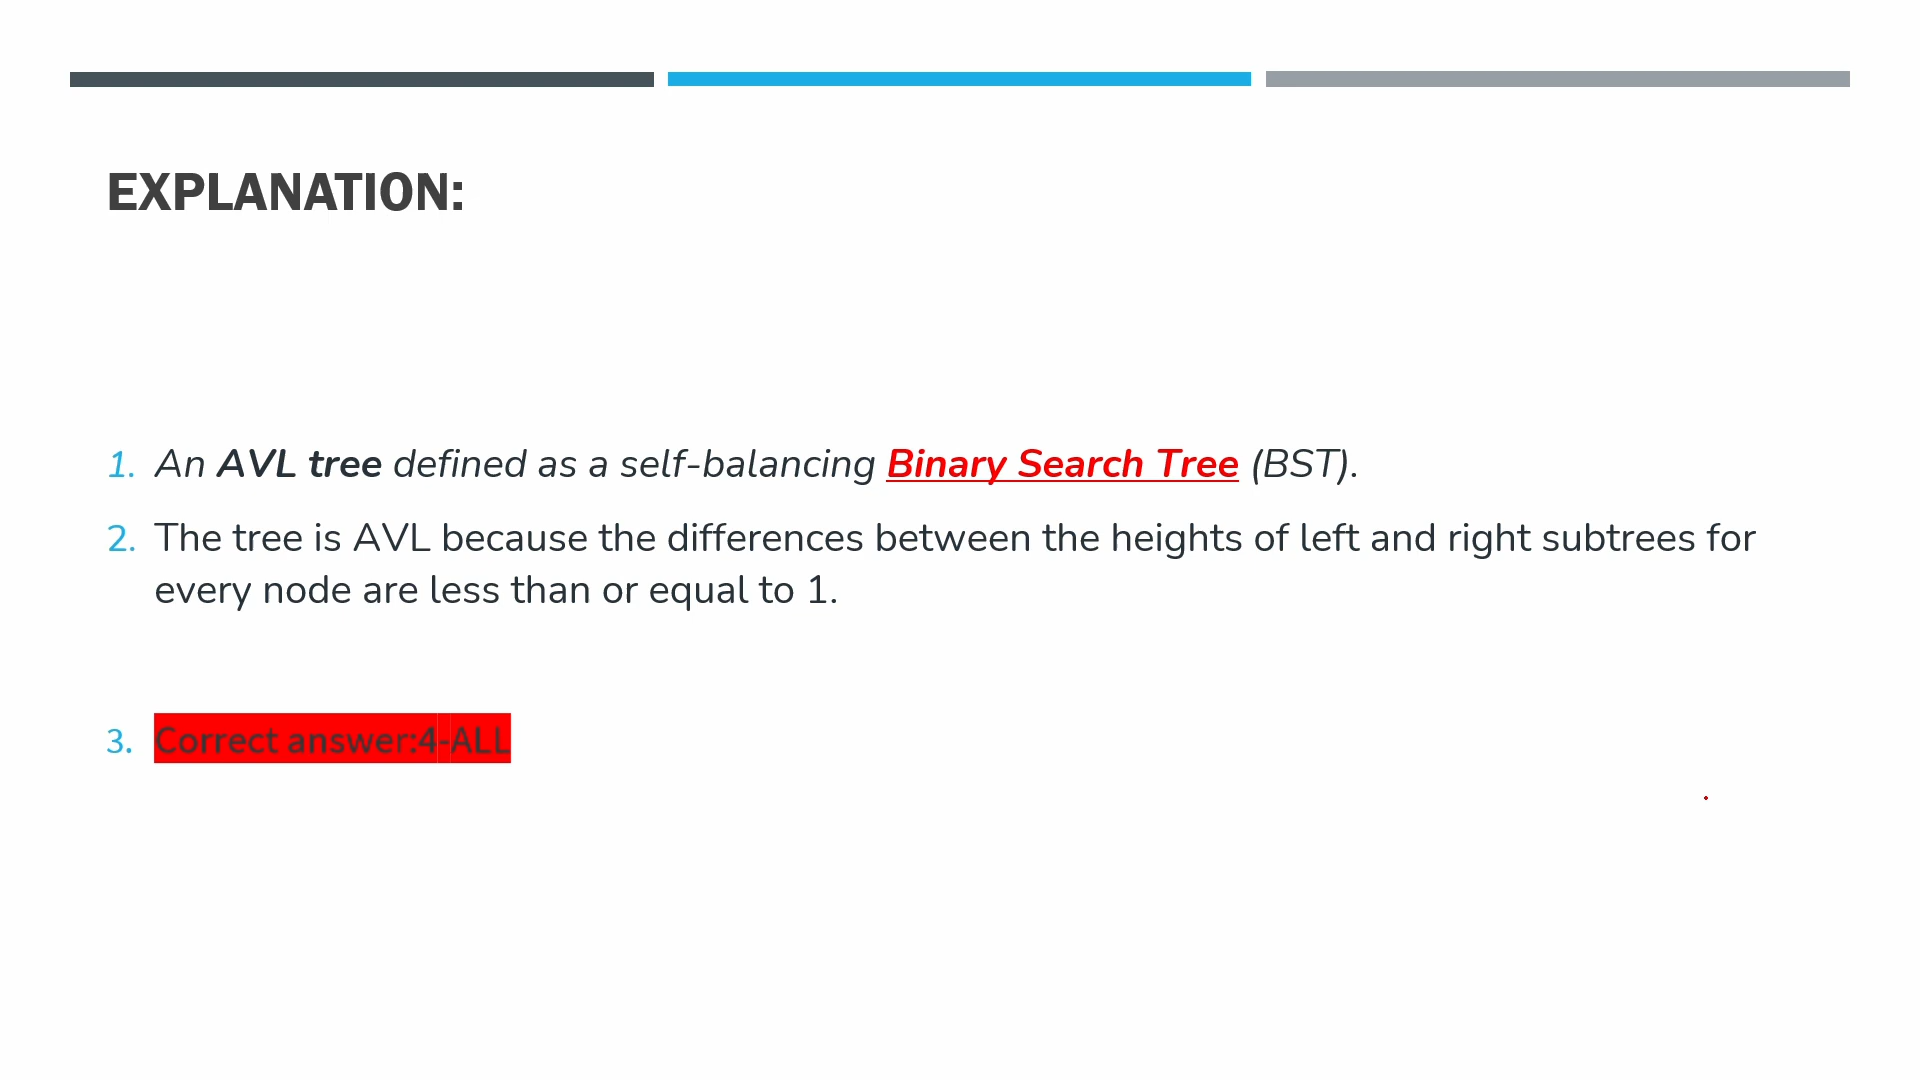 EXPLANATION:
1. An AVL tree defined as a self-balancing Binary Search Tree (BST).
2. The tree is AVL because the differences between the heights of left and right subtrees for
every node are less than or equal to 1.
3. Correct answer:4-ALL